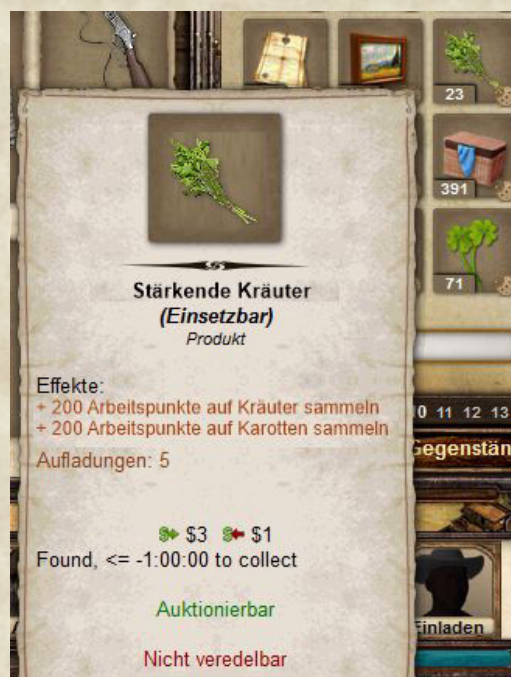 23
391
71
Stärkende Kräuter
(Einsetzbar)
Produkt
Effekte:
+ 200 Arbeitspunkte auf Kräuter sammeln
+ 200 Arbeitspunkte auf Karotten sammeln
Aufladungen: 5
$3 $1
Found, <= -1:00:00 to collect
Auktionierbar
Nicht veredelbar
0 11 12 13
Gegenstän
Einladen